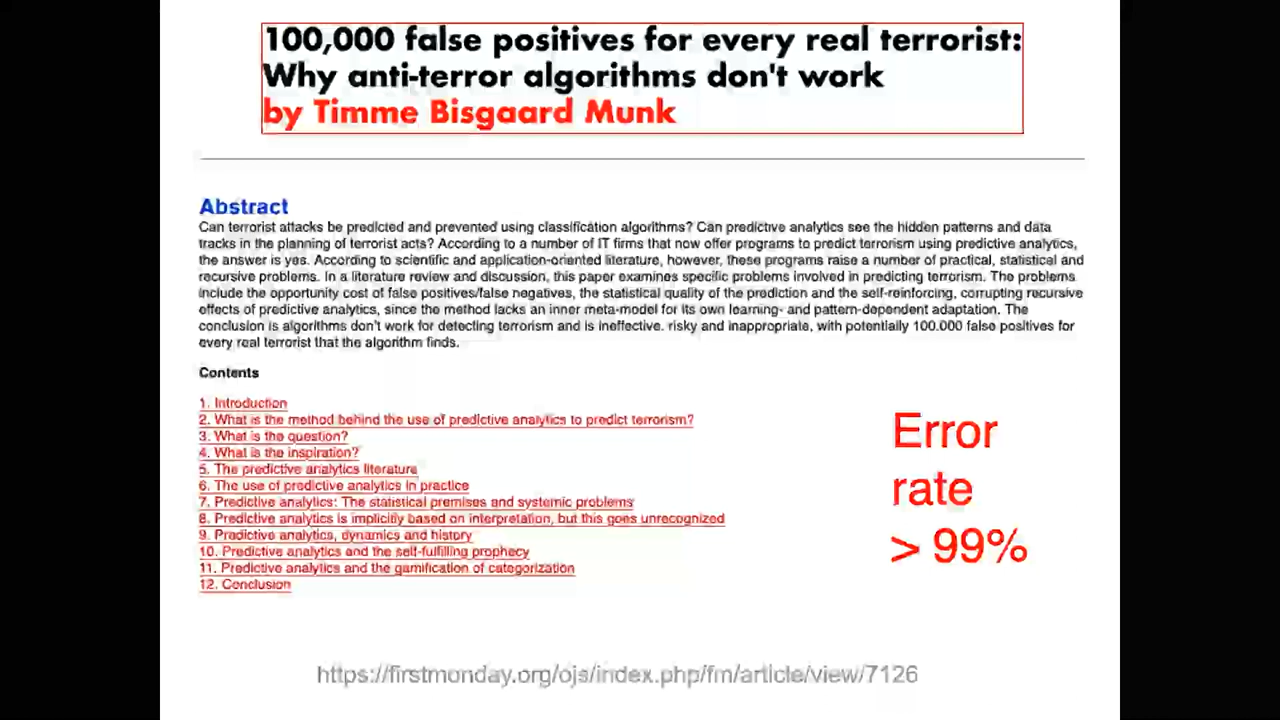 100,000 false positives for every real terrorist:
Why anti-terror algorithms don't work
by Timme Bisgaard Munk
Abstract
Can terrorist attacks be predicted and prevented using classification algorithms? Can predictive analytics see the hidden patterns and data
tracks in the planning of terrorist acts? According to a number of IT firms that now offer programs to predict terrorism using predictive analytics,
the answer is yes. According to scientific and application-oriented literature, however, these programs raise a number of practical, statistical and
recursive problems. In a literature review and discussion, this paper examines specific problems involved in predicting terrorism. The problems
include the opportunity cost of false positives/false negatives, the statistical quality of the prediction and the self-reinforcing, corrupting recursive
effects of predictive analytics, since the method lacks an inner meta-model for its own learning- and pattern-dependent adaptation. The
conclusion is algorithms don't work for detecting terrorism and is ineffective. risky and inappropriate, with potentially 100.000 false positives for
every real terrorist that the algorithm finds.
Contents
1. Introduction
2. What is the method behind the use of predictive analytics to predict terrorism?
3. What is the question?
4. What is the inspiration?
5. The predictive analytics literature
6. The use of predictive analytics in practice
7. Predictive analytics: The statistical premises and systemic problems
8. Predictive analytics is implicitly based on interpretation, but this goes unrecognized
9. Predictive analytics, dynamics and history
10. Predictive analytics and the self-fulfilling prophecy
11. Predictive analytics and the gamification of categorization
12. Conclusion
Error
rate
> 99%
https://firstmonday.org/ojs/index.php/fm/article/view/7126